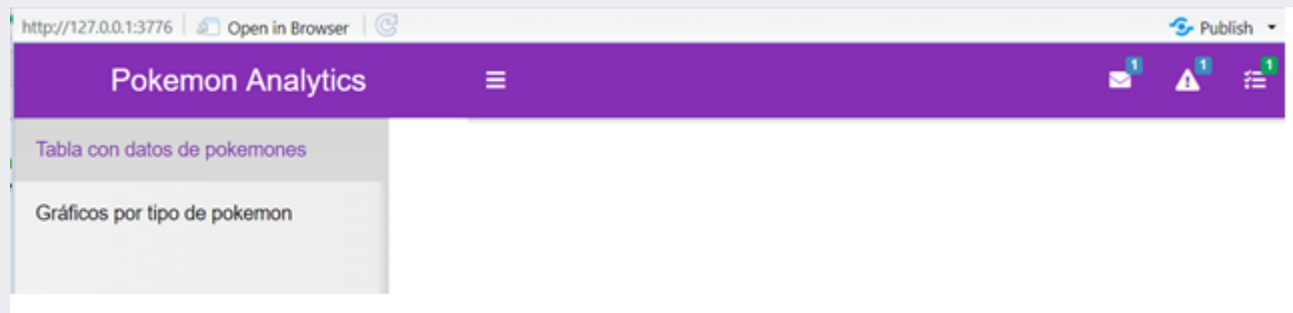 http://127.0.0.1:3776 Open in Browser Publish
Pokemon Analytics 1 1 1
Tabla con datos de pokemones
Gráficos por tipo de pokemon